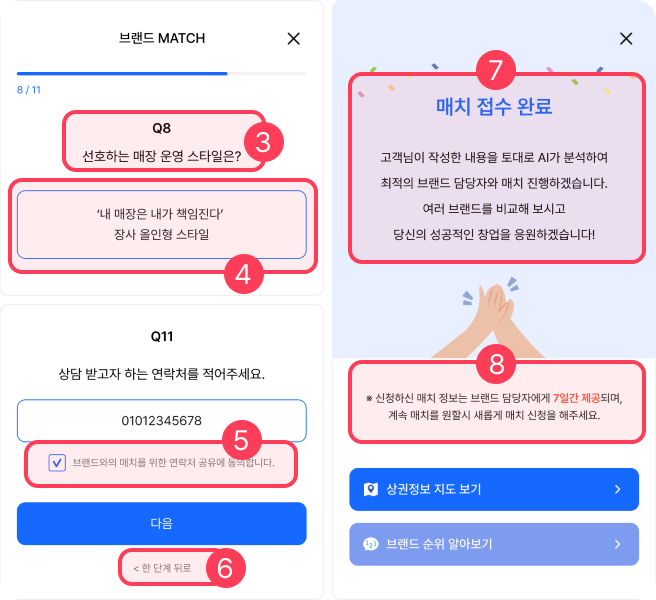 브랜드 MATCH
8 / 11
Q8
선호하는 매장 운영 스타일은?
3
‘내 매장은 내가 책임진다’
장사 올인형 스타일
4
Q11
상담 받고자 하는 연락처를 적어주세요.
01012345678
5
브랜드와의 매치를 위한 연락처 공유에 동의합니다.
다음
< 한 단계 뒤로
6
7
매치 접수 완료
고객님이 작성한 내용을 토대로 AI가 분석하여
최적의 브랜드 담당자와 매치 진행하겠습니다.
여러 브랜드를 비교해 보시고
당신의 성공적인 창업을 응원하겠습니다!
8
※ 신청하신 매치 정보는 브랜드 담당자에게 7일간 제공되며,
계속 매치를 원할시 새롭게 매치 신청을 해주세요.
상권정보 지도 보기
123 브랜드 순위 알아보기